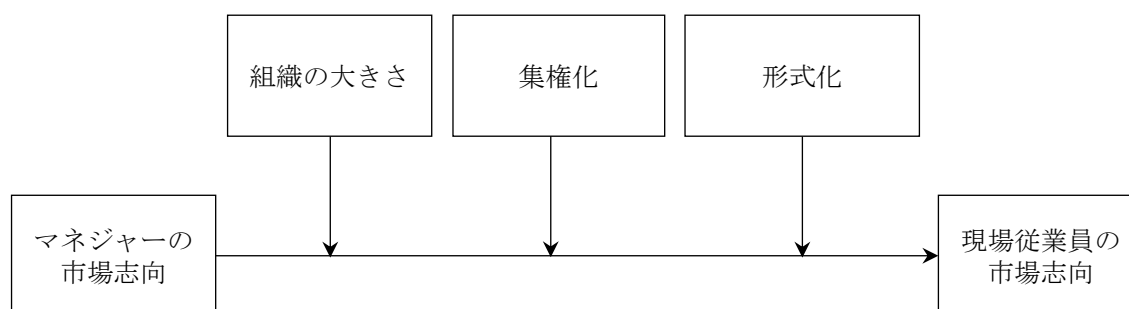 組織の大きさ
集権化
形式化
マネジャーの
市場志向
現場従業員の
市場志向